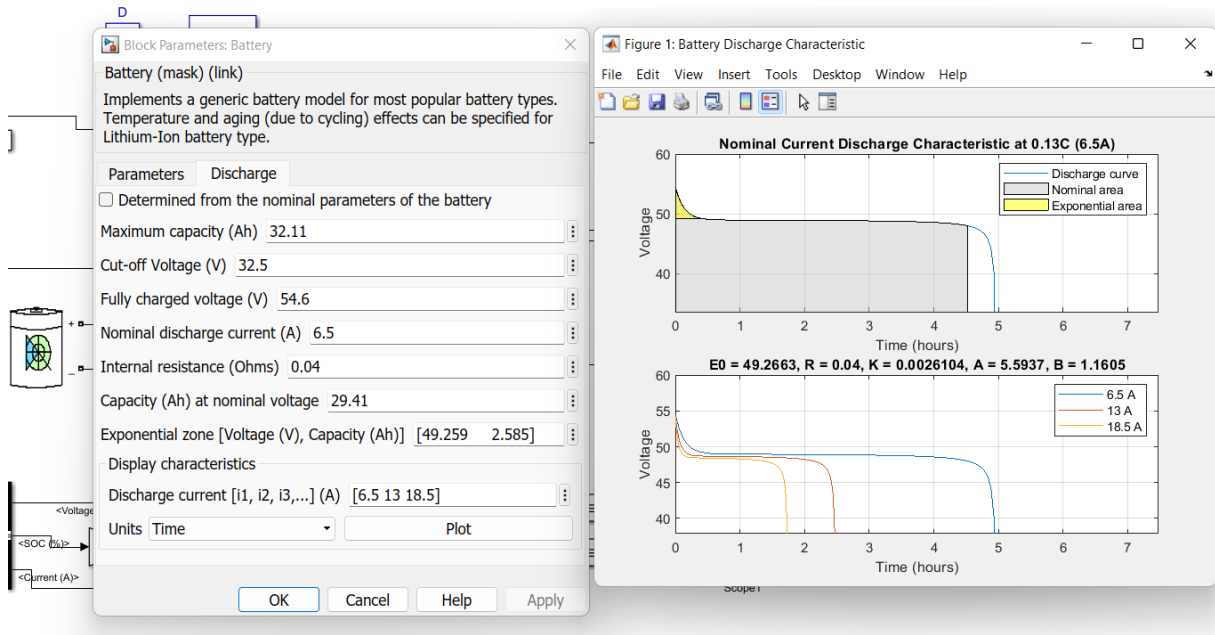 D
Block Parameters: Battery
Battery (mask) (link)
Implements a generic battery model for most popular battery types.
Temperature and aging (due to cycling) effects can be specified for
Lithium-Ion battery type.
Parameters Discharge
Determined from the nominal parameters of the battery
Maximum capacity (Ah) 32.11
Cut-off Voltage (V) 32.5
Fully charged voltage (V) 54.6
Nominal discharge current (A) 6.5
Internal resistance (Ohms) 0.04
Capacity (Ah) at nominal voltage 29.41
Exponential zone [Voltage (V), Capacity (Ah)] [49.259 2.585]
Display characteristics
Discharge current [i1, i2, i3,...] (A) [6.5 13 18.5]
Units Time Plot
OK Cancel Help Apply
+
_
<Voltage
<SOC (%)>
<Current (A)>
Figure 1: Battery Discharge Characteristic
File Edit View Insert Tools Desktop Window Help
Nominal Current Discharge Characteristic at 0.13C (6.5A)
60
50
40
Voltage
Discharge curve
Nominal area
Exponential area
0 1 2 3 4 5 6 7
Time (hours)
E0 = 49.2663, R = 0.04, K = 0.0026104, A = 5.5937, B = 1.1605
60
55
50
45
40
Voltage
6.5 A
13 A
18.5 A
0 1 2 3 4 5 6 7
Time (hours)
Scope1